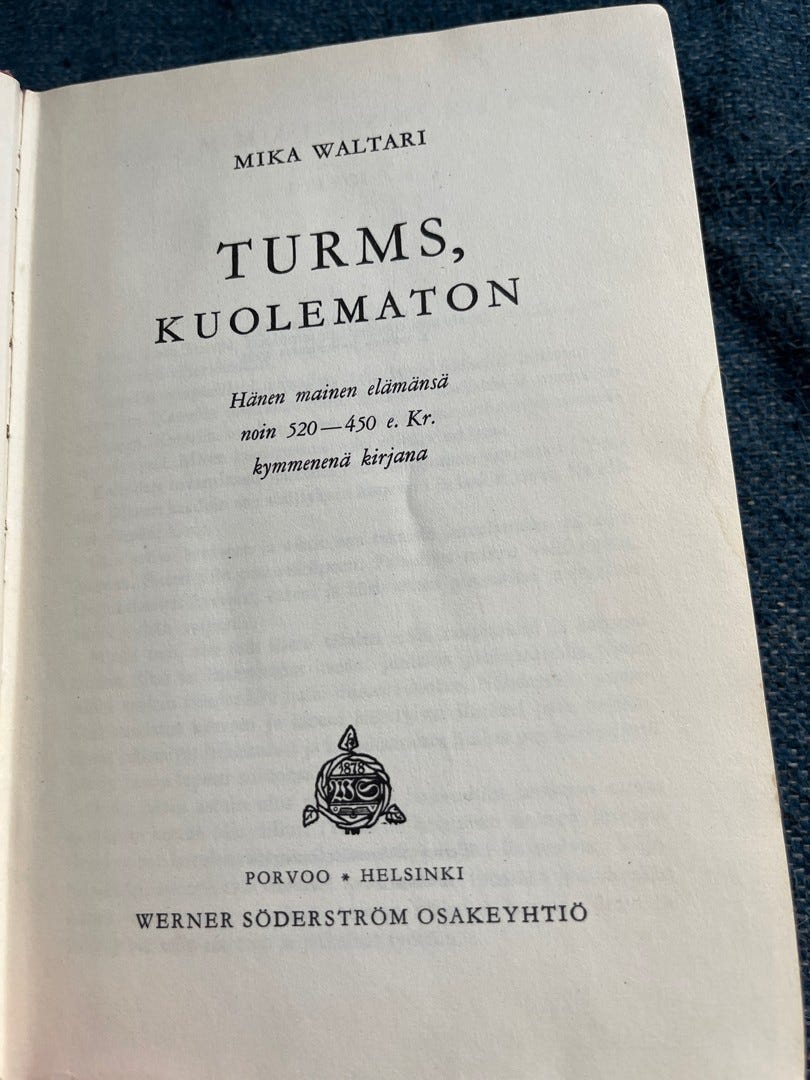 MIKA WALTARI
TURMS,
KUOLEMATON
Hänen mainen elämänsä
noin 520—450 e. Kr.
kymmenenä kirjana
1878
WS
PORVOO * HELSINKI
WERNER SÖDERSTRÖM OSAKEYHTIÖ